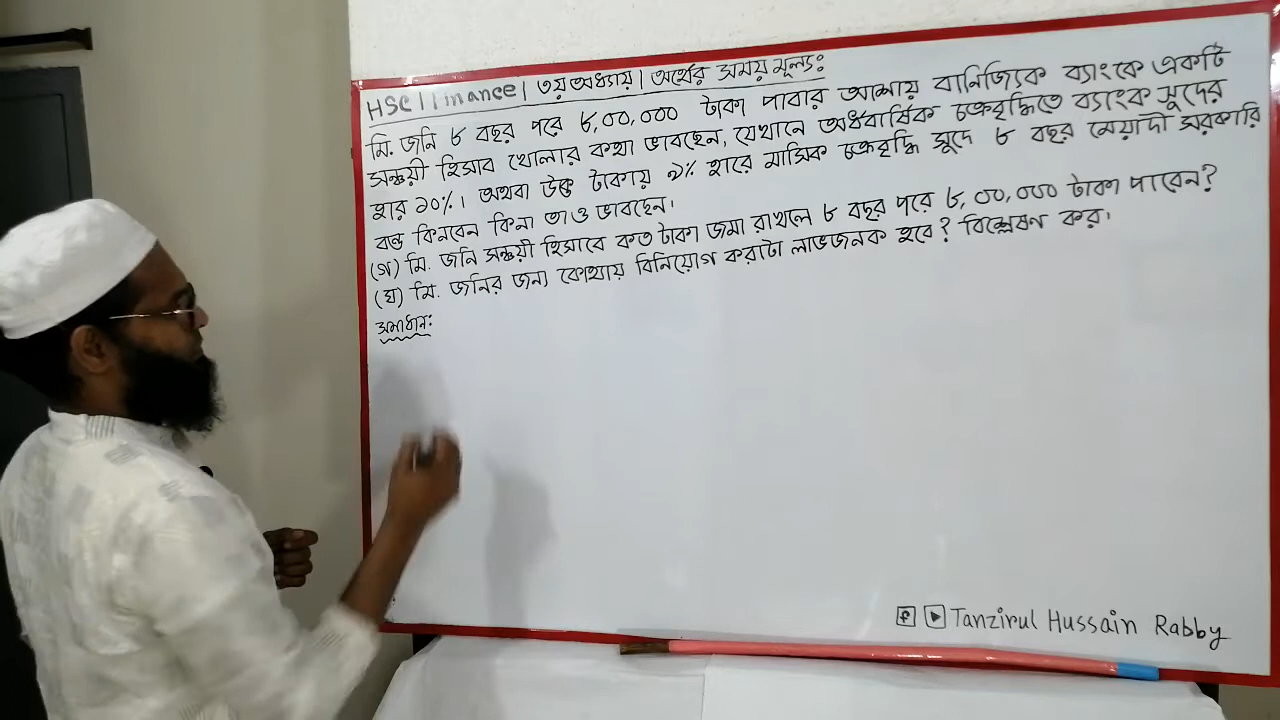 HSC | Finance | ৩য় অধ্যায় | অর্থের সময় মূল্য:
মি. জনি ৮ বছর পরে ৮,০০,০০০ টাকা পাবার আশায় বানিজ্যিক ব্যাংকে একটি
সঞ্চয়ী হিসাব খোলার কথা ভাবছেন, যেখানে অর্ধবার্ষিক চক্রবৃদ্ধিতে ব্যাংক সুদের
হার ১০%। অথবা উক্ত টাকায় ৯% হারে মাসিক চক্রবৃদ্ধি সুদে ৮ বছর মেয়াদী সরকারি
বন্ড কিনবেন কিনা তাও ভাবছেন।
(গ) মি. জনি সঞ্চয়ী হিসাবে কত টাকা জমা রাখলে ৮ বছর পরে ৮,০০,০০০ টাকা পাবেন?
(ঘ) মি. জনির জন্য কোথায় বিনিয়োগ করাটা লাভজনক হবে? বিশ্লেষণ কর।
সমাধান:
Tanzirul Hussain Rabby